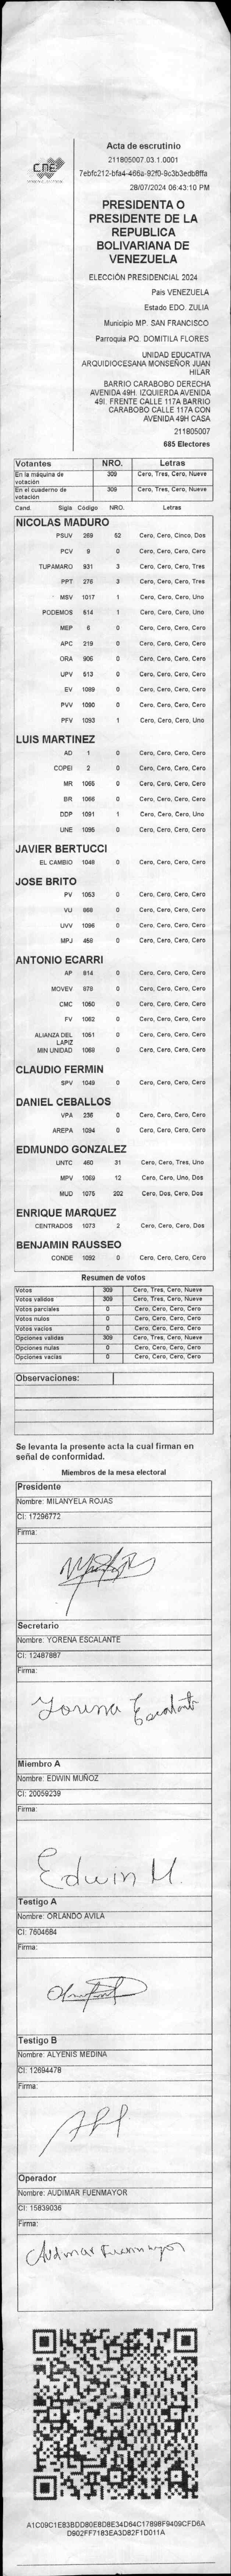 Acta de escrutinio
211805007.03.1.0001
7ebfc212-bfa4-466a-92f0-9c3b3edb8ffa
28/07/2024 06:43:10 PM
CNE
PRESIDENTA O
PRESIDENTE DE LA
REPUBLICA
BOLIVARIANA DE
VENEZUELA
ELECCIÓN PRESIDENCIAL 2024
País VENEZUELA
Estado EDO. ZULIA
Municipio MP. SAN FRANCISCO
Parroquia PQ. DOMITILA FLORES
UNIDAD EDUCATIVA
ARQUIDIOCESANA MONSEÑOR JUAN
HILAR
BARRIO CARABOBO DERECHA
AVENIDA 49H. IZQUIERDA AVENIDA
49I. FRENTE CALLE 117A BARRIO
CARABOBO CALLE 117A CON
AVENIDA 49H CASA
211805007
685 Electores
Votantes NRO. Letras
En la máquina de votación 309 Cero, Tres, Cero, Nueve
En el cuaderno de votación 309 Cero, Tres, Cero, Nueve
Cand. Sigla Código NRO. Letras
NICOLAS MADURO
PSUV 269 52 Cero, Cero, Cinco, Dos
PCV 9 0 Cero, Cero, Cero, Cero
TUPAMARO 931 3 Cero, Cero, Cero, Tres
PPT 276 3 Cero, Cero, Cero, Tres
MSV 1017 1 Cero, Cero, Cero, Uno
PODEMOS 514 1 Cero, Cero, Cero, Uno
MEP 6 0 Cero, Cero, Cero, Cero
APC 219 0 Cero, Cero, Cero, Cero
ORA 906 0 Cero, Cero, Cero, Cero
UPV 513 0 Cero, Cero, Cero, Cero
EV 1089 0 Cero, Cero, Cero, Cero
PVV 1090 0 Cero, Cero, Cero, Cero
PFV 1093 1 Cero, Cero, Cero, Uno
LUIS MARTINEZ
AD 1 0 Cero, Cero, Cero, Cero
COPEI 2 0 Cero, Cero, Cero, Cero
MR 1065 0 Cero, Cero, Cero, Cero
BR 1066 0 Cero, Cero, Cero, Cero
DDP 1091 1 Cero, Cero, Cero, Uno
UNE 1095 0 Cero, Cero, Cero, Cero
JAVIER BERTUCCI
EL CAMBIO 1048 0 Cero, Cero, Cero, Cero
JOSE BRITO
PV 1053 0 Cero, Cero, Cero, Cero
VU 868 0 Cero, Cero, Cero, Cero
UVV 1096 0 Cero, Cero, Cero, Cero
MPJ 458 0 Cero, Cero, Cero, Cero
ANTONIO ECARRI
AP 814 0 Cero, Cero, Cero, Cero
MOVEV 878 0 Cero, Cero, Cero, Cero
CMC 1050 0 Cero, Cero, Cero, Cero
FV 1062 0 Cero, Cero, Cero, Cero
ALIANZA DEL LAPIZ 1051 0 Cero, Cero, Cero, Cero
MIN UNIDAD 1068 0 Cero, Cero, Cero, Cero
CLAUDIO FERMIN
SPV 1049 0 Cero, Cero, Cero, Cero
DANIEL CEBALLOS
VPA 236 0 Cero, Cero, Cero, Cero
AREPA 1094 0 Cero, Cero, Cero, Cero
EDMUNDO GONZALEZ
UNTC 460 31 Cero, Cero, Tres, Uno
MPV 1069 12 Cero, Cero, Uno, Dos
MUD 1075 202 Cero, Dos, Cero, Dos
ENRIQUE MARQUEZ
CENTRADOS 1073 2 Cero, Cero, Cero, Dos
BENJAMIN RAUSSEO
CONDE 1092 0 Cero, Cero, Cero, Cero
Resumen de votos
Votos 309 Cero, Tres, Cero, Nueve
Votos validos 309 Cero, Tres, Cero, Nueve
Votos parciales 0 Cero, Cero, Cero, Cero
Votos nulos 0 Cero, Cero, Cero, Cero
Votos vacíos 0 Cero, Cero, Cero, Cero
Opciones validas 309 Cero, Tres, Cero, Nueve
Opciones nulas 0 Cero, Cero, Cero, Cero
Opciones vacías 0 Cero, Cero, Cero, Cero
Observaciones:
Se levanta la presente acta la cual firman en
señal de conformidad.
Miembros de la mesa electoral
Presidente
Nombre: MILANYELA ROJAS
CI: 17296772
Firma:
Secretario
Nombre: YORENA ESCALANTE
CI: 12487887
Firma:
Yorena Escalante
Miembro A
Nombre: EDWIN MUÑOZ
CI: 20059239
Firma:
Edwin M.
Testigo A
Nombre: ORLANDO AVILA
CI: 7604684
Firma:
Testigo B
Nombre: ALYENIS MEDINA
CI: 12694478
Firma:
Operador
Nombre: AUDIMAR FUENMAYOR
CI: 15839036
Firma:
Audimar Fuenmayor
A1C09C1E83BDD80E8D8E34D64C17898F9409CFD6A
D902FF7183EA3D82F1D011A